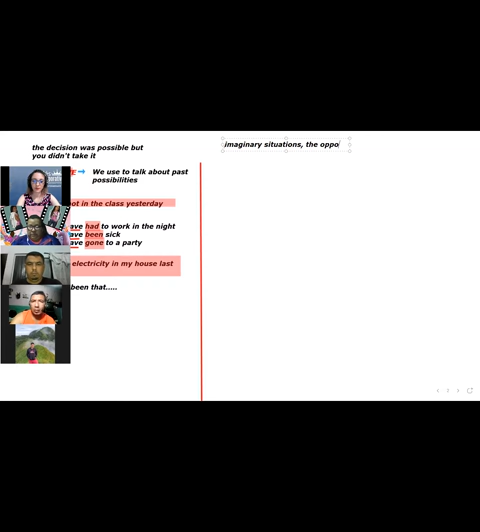 the decision was possible but
you didn't take it
We use to talk about past
possibilities
not in the class yesterday
ave had to work in the night
ave been sick
ave gone to a party
electricity in my house last
been that.....
imaginary situations, the oppo